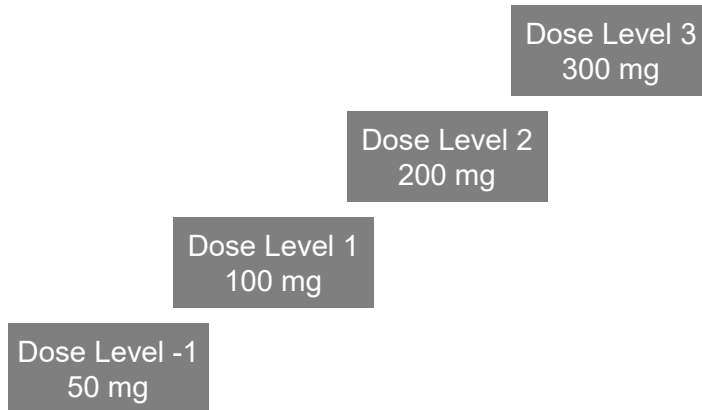 Dose Level 3
300 mg
Dose Level 2
200 mg
Dose Level 1
100 mg
Dose Level -1
50 mg